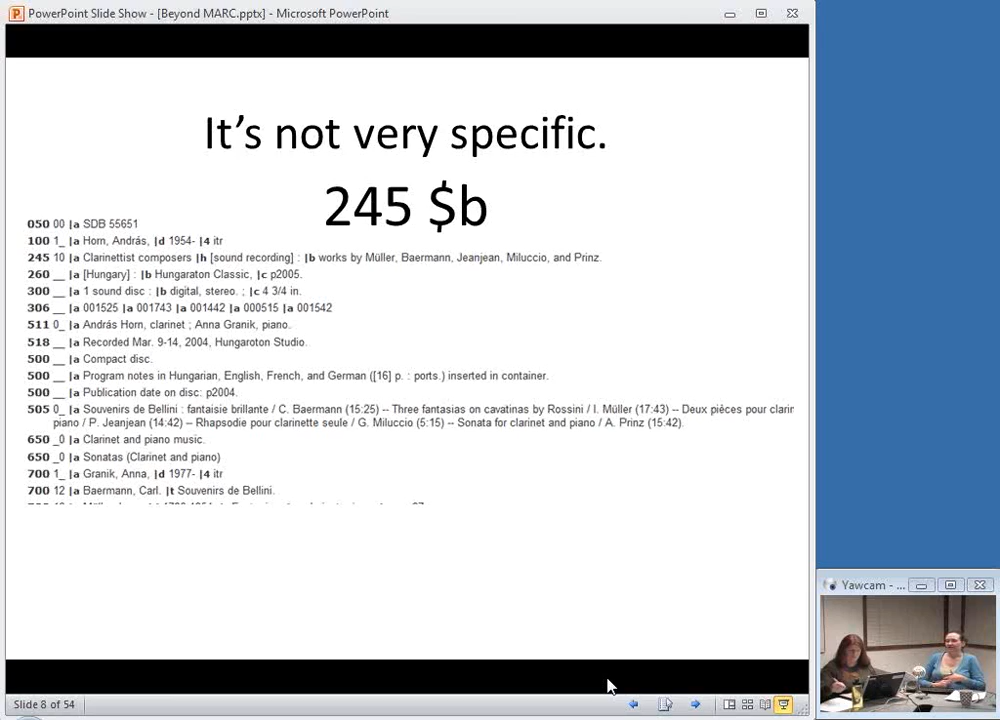 PowerPoint Slide Show - [Beyond MARC.pptx] - Microsoft PowerPoint
It's not very specific.
245 $b
050 00 |a SDB 55651
100 1_ |a Horn, András, |d 1954- |4 itr
245 10 |a Clarinettist composers |h [sound recording] : |b works by Müller, Baermann, Jeanjean, Miluccio, and Prinz.
260 __ |a [Hungary] : |b Hungaraton Classic, |c p2005.
300 __ |a 1 sound disc : |b digital, stereo. ; |c 4 3/4 in.
306 __ |a 001525 |a 001743 |a 001442 |a 000515 |a 001542
511 0_ |a András Horn, clarinet ; Anna Granik, piano.
518 __ |a Recorded Mar. 9-14, 2004, Hungaroton Studio.
500 __ |a Compact disc.
500 __ |a Program notes in Hungarian, English, French, and German ([16] p. : ports.) inserted in container.
500 __ |a Publication date on disc: p2004.
505 0_ |a Souvenirs de Bellini : fantaisie brillante / C. Baermann (15:25) -- Three fantasias on cavatinas by Rossini / I. Müller (17:43) -- Deux pièces pour clarin
piano / P. Jeanjean (14:42) -- Rhapsodie pour clarinette seule / G. Miluccio (5:15) -- Sonata for clarinet and piano / A. Prinz (15:42).
650 _0 |a Clarinet and piano music.
650 _0 |a Sonatas (Clarinet and piano)
700 1_ |a Granik, Anna, |d 1977- |4 itr
700 12 |a Baermann, Carl. |t Souvenirs de Bellini.
Yawcam - ...
Slide 8 of 54